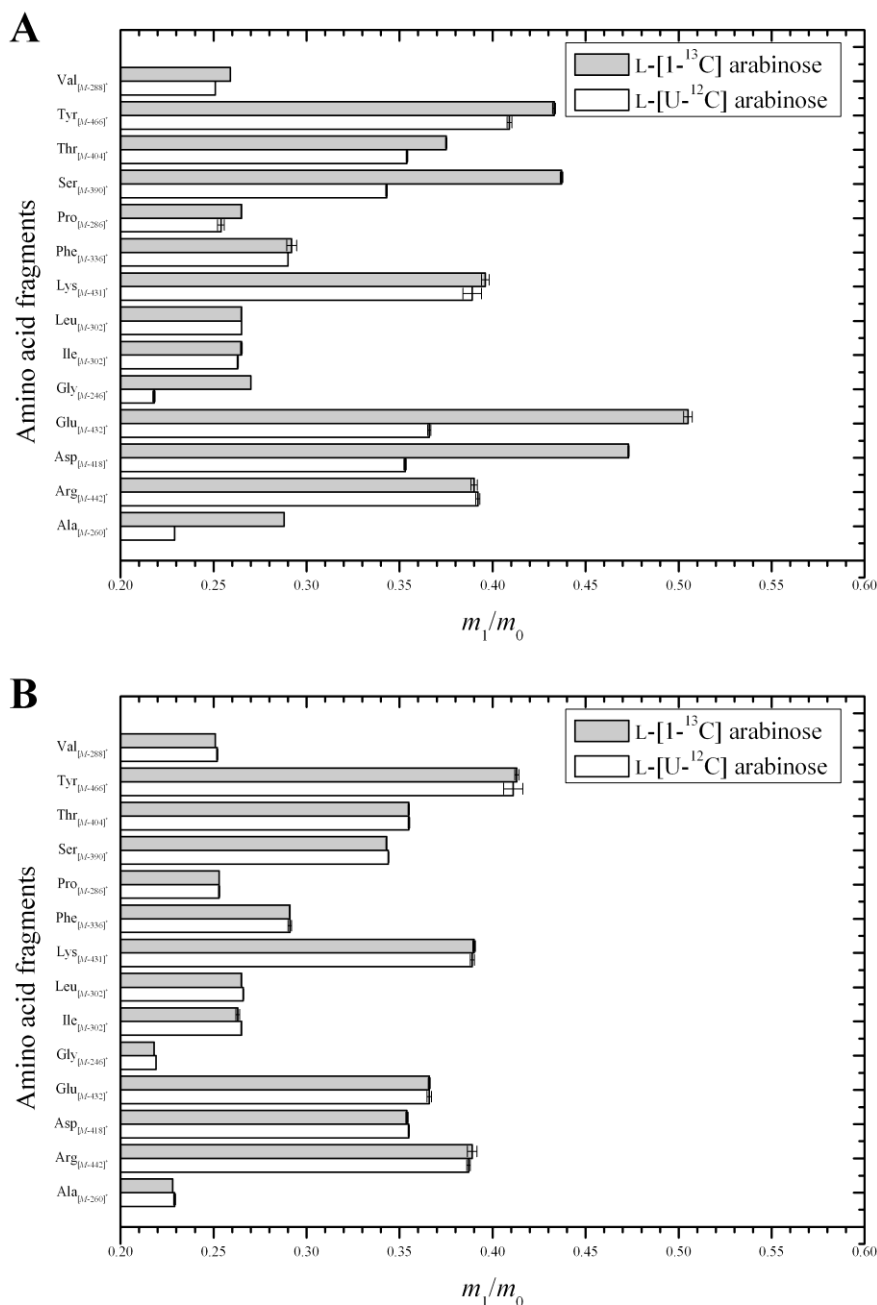 A
L-[1-¹³C] arabinose
L-[U-¹²C] arabinose
Amino acid fragments
Val[M-288]⁺
Tyr[M-466]⁺
Thr[M-404]⁺
Ser[M-390]⁺
Pro[M-286]⁺
Phe[M-336]⁺
Lys[M-431]⁺
Leu[M-302]⁺
Ile[M-302]⁺
Gly[M-246]⁺
Glu[M-432]⁺
Asp[M-418]⁺
Arg[M-442]⁺
Ala[M-260]⁺
0.20 0.25 0.30 0.35 0.40 0.45 0.50 0.55 0.60
m₁/m₀
B
L-[1-¹³C] arabinose
L-[U-¹²C] arabinose
Amino acid fragments
Val[M-288]⁺
Tyr[M-466]⁺
Thr[M-404]⁺
Ser[M-390]⁺
Pro[M-286]⁺
Phe[M-336]⁺
Lys[M-431]⁺
Leu[M-302]⁺
Ile[M-302]⁺
Gly[M-246]⁺
Glu[M-432]⁺
Asp[M-418]⁺
Arg[M-442]⁺
Ala[M-260]⁺
0.20 0.25 0.30 0.35 0.40 0.45 0.50 0.55 0.60
m₁/m₀